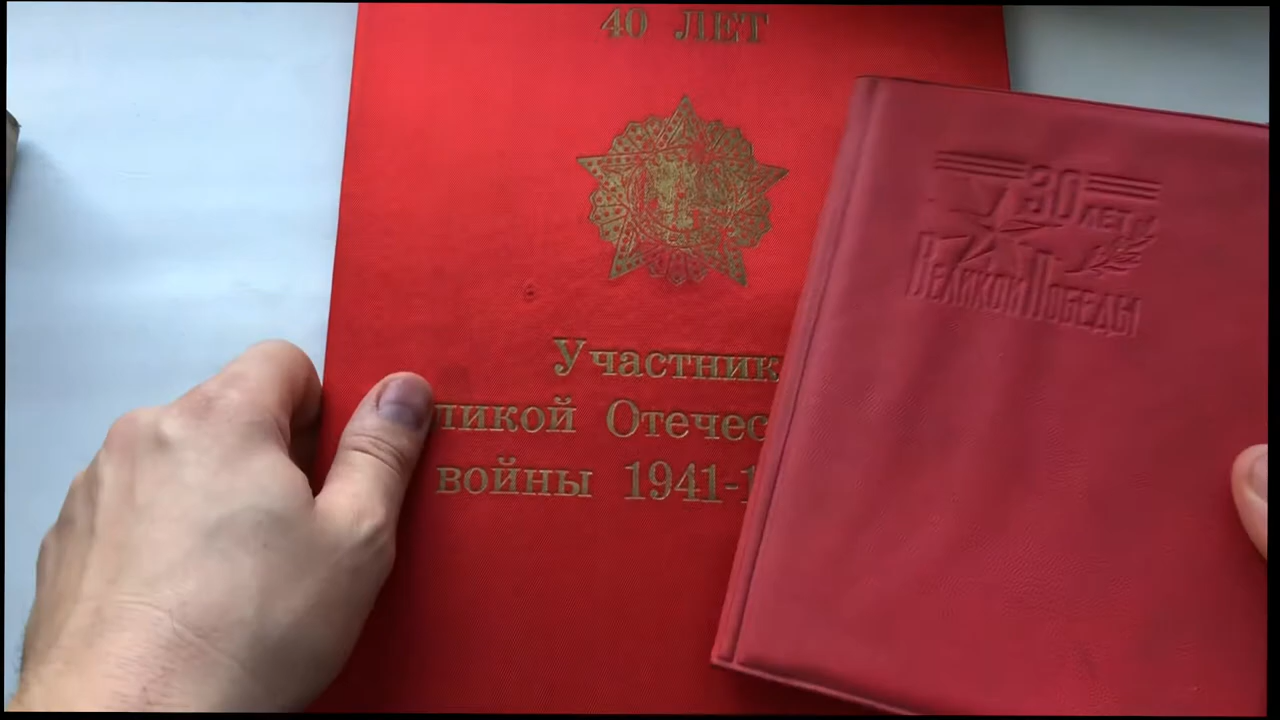 40 ЛЕТ
Участник
ликой Отечес
войны 1941-1
30 ЛЕТ
Великой Победы